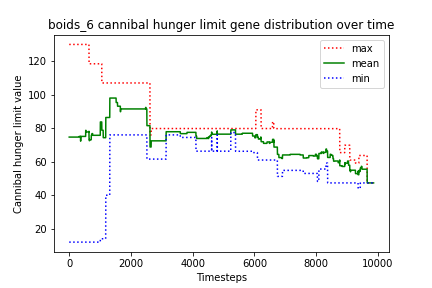 boids_6 cannibal hunger limit gene distribution over time
max
mean
min
Cannibal hunger limit value
120
100
80
60
40
20
0
2000
4000
6000
8000
10000
Timesteps